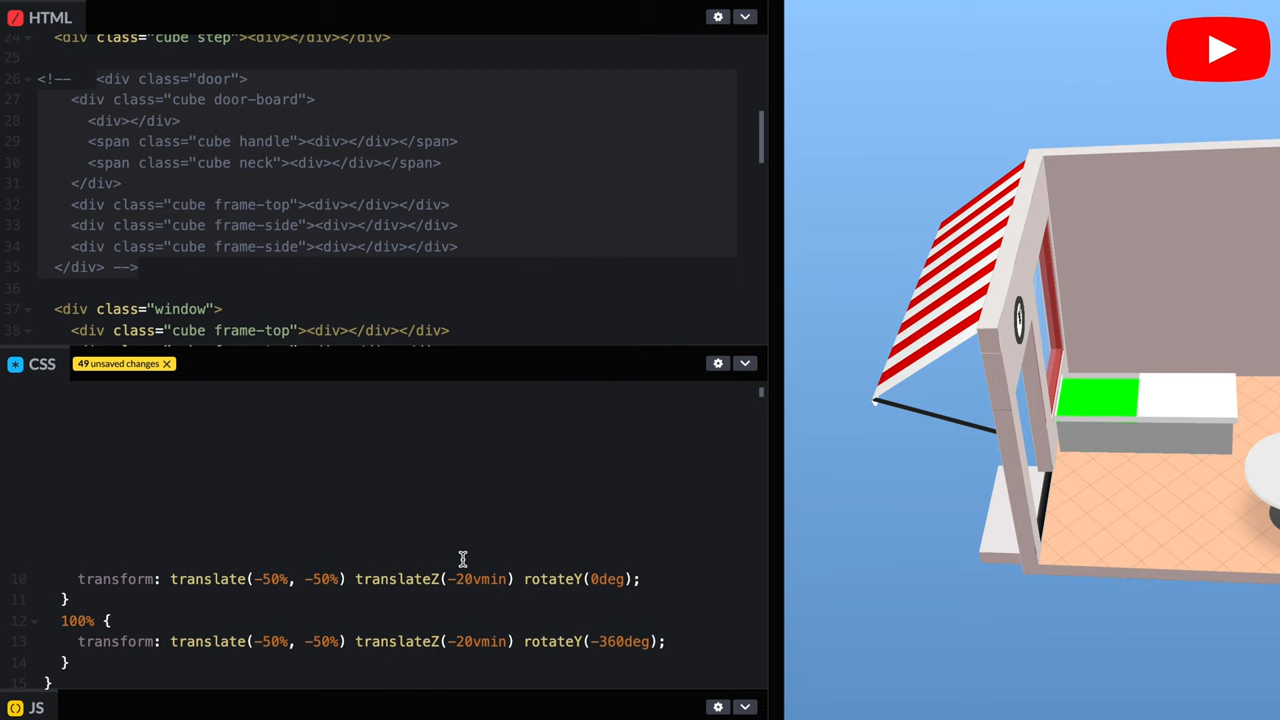 HTML
24 <div class="cube step"><div></div></div>
25
26 <!-- <div class="door">
27 <div class="cube door-board">
28 <div></div>
29 <span class="cube handle"><div></div></span>
30 <span class="cube neck"><div></div></span>
31 </div>
32 <div class="cube frame-top"><div></div></div>
33 <div class="cube frame-side"><div></div></div>
34 <div class="cube frame-side"><div></div></div>
35 </div> -->
36
37 <div class="window">
38 <div class="cube frame-top"><div></div></div>
CSS 49 unsaved changes X
10 transform: translate(-50%, -50%) translateZ(-20vmin) rotateY(0deg);
11 }
12 100% {
13 transform: translate(-50%, -50%) translateZ(-20vmin) rotateY(-360deg);
14 }
15 }
JS